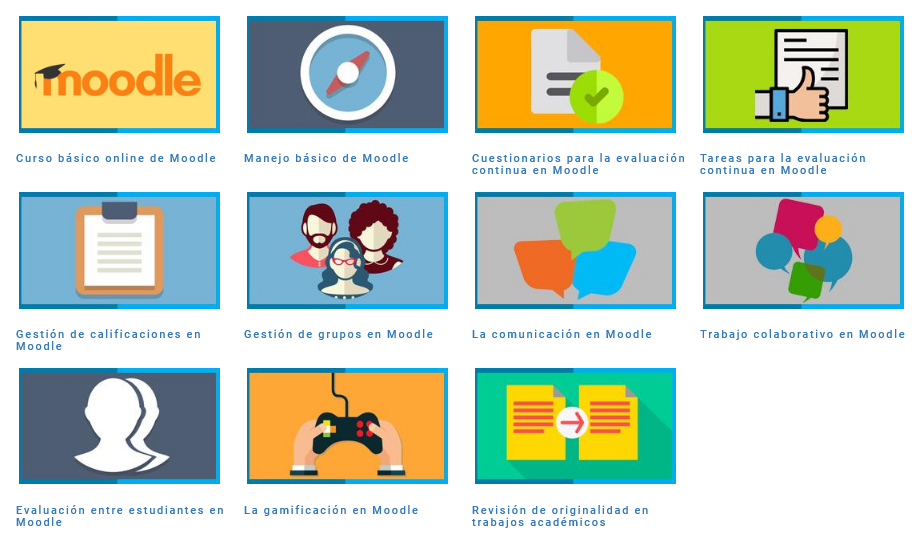 moodle
Curso básico online de Moodle
Manejo básico de Moodle
Cuestionarios para la evaluación
continua en Moodle
Tareas para la evaluación
continua en Moodle
Gestión de calificaciones en
Moodle
Gestión de grupos en Moodle
La comunicación en Moodle
Trabajo colaborativo en Moodle
Evaluación entre estudiantes en
Moodle
La gamificación en Moodle
Revisión de originalidad en
trabajos académicos